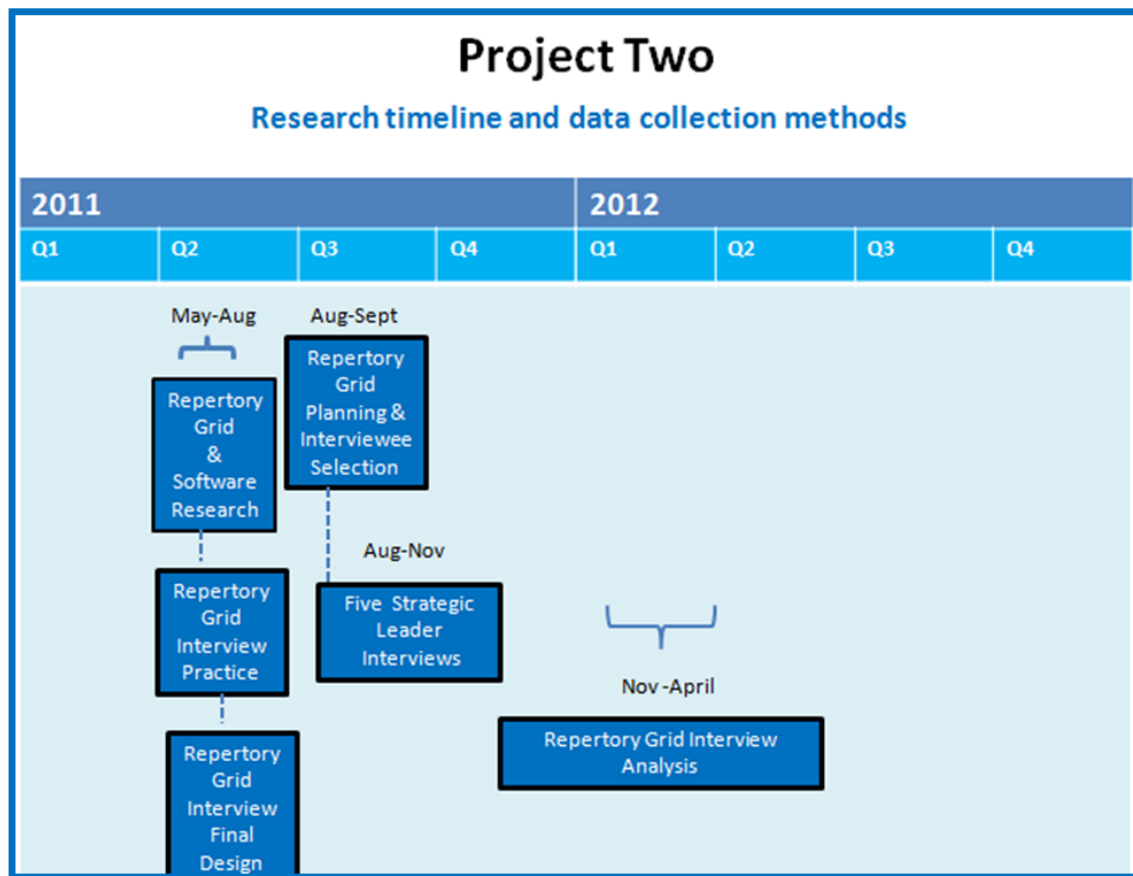 Project Two
Research timeline and data collection methods
2011
2012
Q1
Q2
Q3
Q4
Q1
Q2
Q3
Q4
May-Aug
Repertory
Grid
&
Software
Research
Repertory
Grid
Interview
Practice
Repertory
Grid
Interview
Final
Design
Aug-Sept
Repertory
Grid
Planning &
Interviewee
Selection
Aug-Nov
Five Strategic
Leader
Interviews
Nov -April
Repertory Grid Interview
Analysis